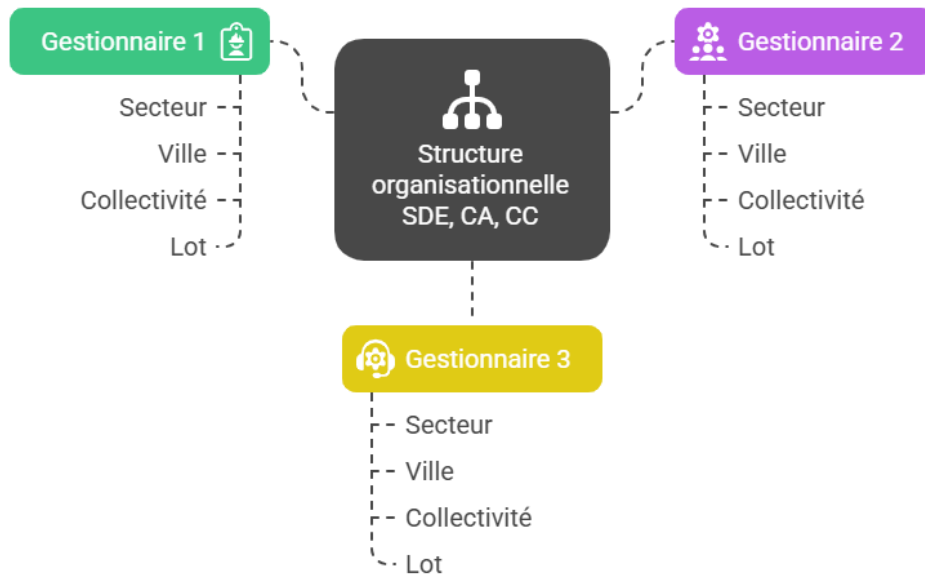 Gestionnaire 1
Secteur
Ville
Collectivité
Lot
Structure
organisationnelle
SDE, CA, CC
Gestionnaire 2
Secteur
Ville
Collectivité
Lot
Gestionnaire 3
Secteur
Ville
Collectivité
Lot